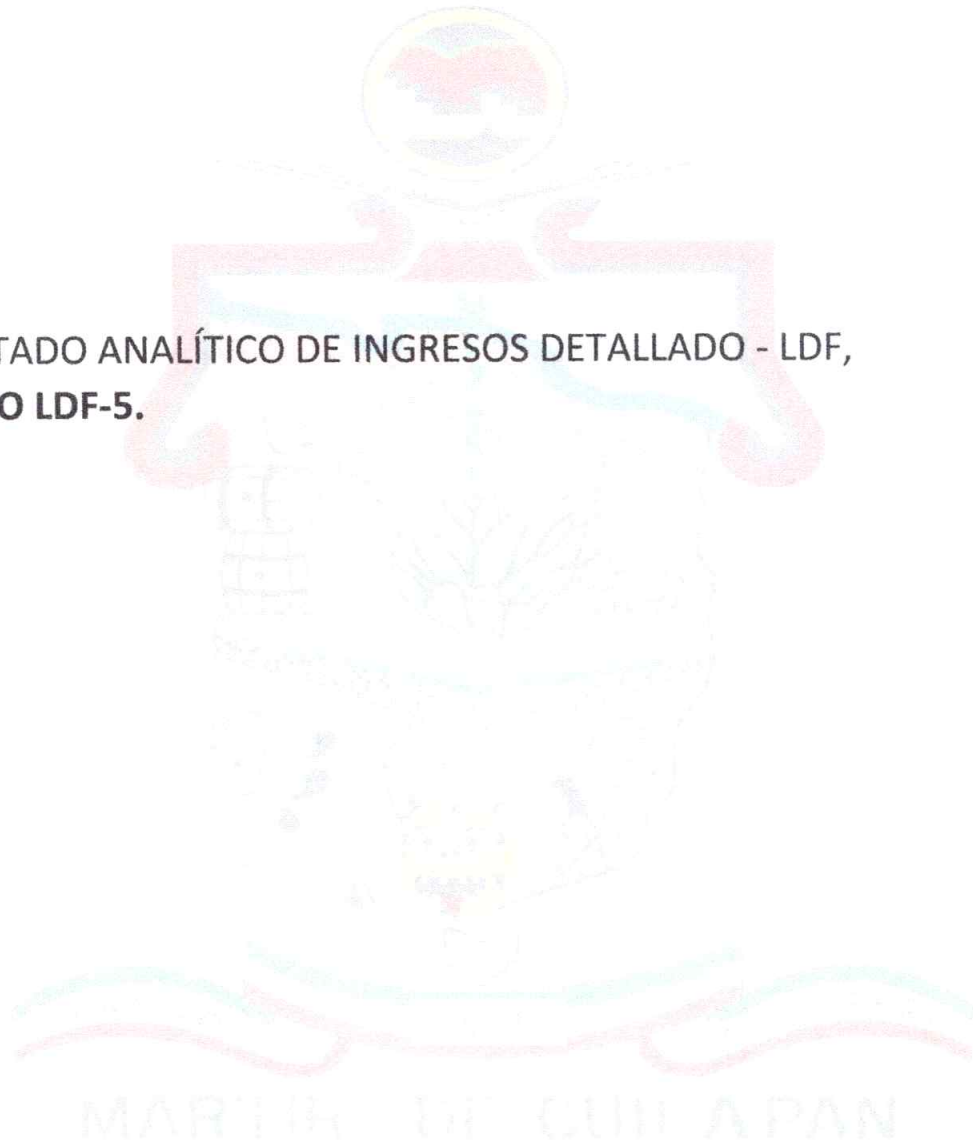 TADO ANALÍTICO DE INGRESOS DETALLADO - LDF,
O LDF-5.
MARTIR DE CUILAPAN